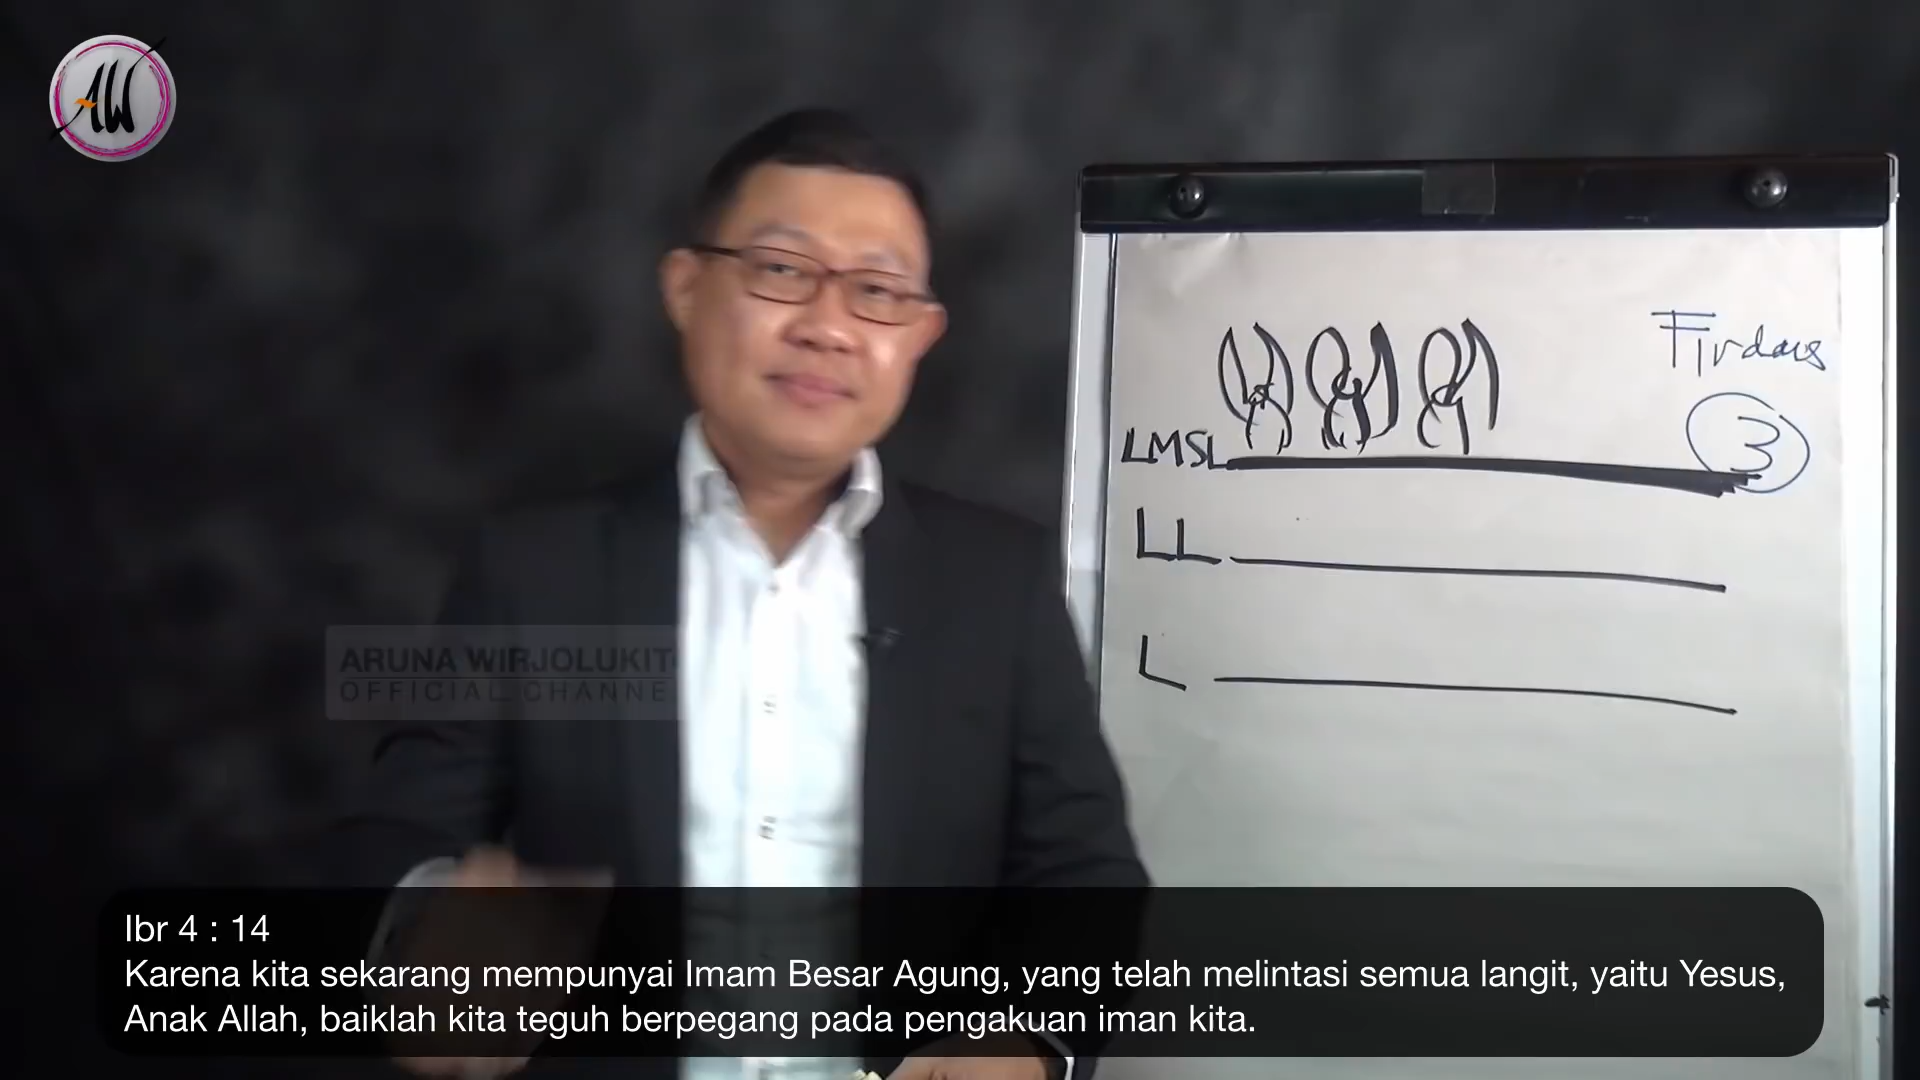 AW
Firdaus
3
LMSL
LL
L
ARUNA WIRJOLUKIT
OFFICIAL CHANNE
Ibr 4 : 14
Karena kita sekarang mempunyai Imam Besar Agung, yang telah melintasi semua langit, yaitu Yesus,
Anak Allah, baiklah kita teguh berpegang pada pengakuan iman kita.